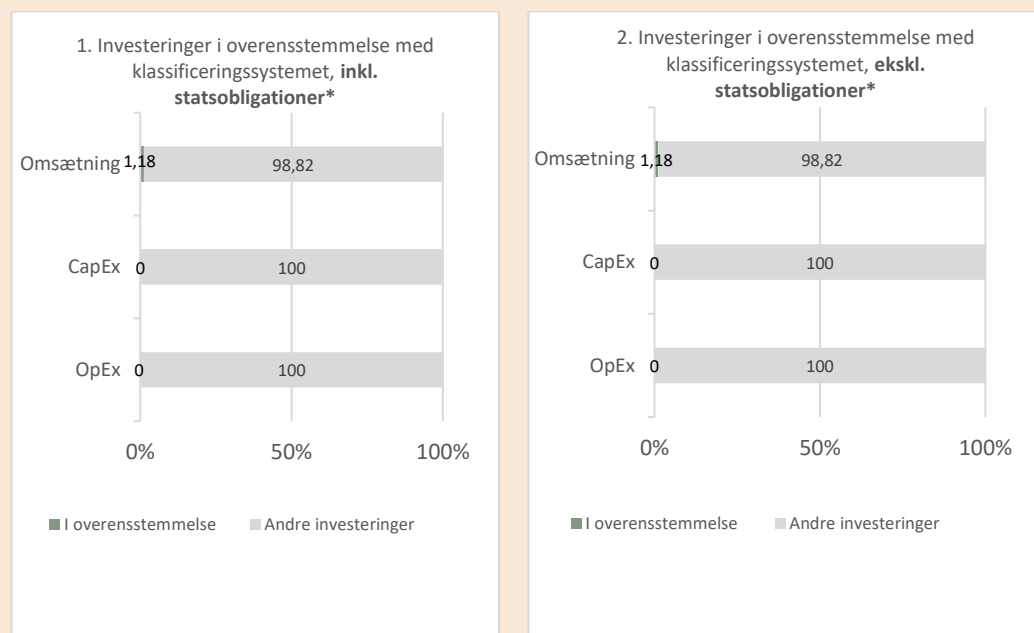 1. Investeringer i overensstemmelse med
klassificeringssystemet, inkl.
statsobligationer*
Omsætning 1,18 98,82
CapEx 0 100
OpEx 0 100
0% 50% 100%
I overensstemmelse Andre investeringer
2. Investeringer i overensstemmelse med
klassificeringssystemet, ekskl.
statsobligationer*
Omsætning 1,18 98,82
CapEx 0 100
OpEx 0 100
0% 50% 100%
I overensstemmelse Andre investeringer